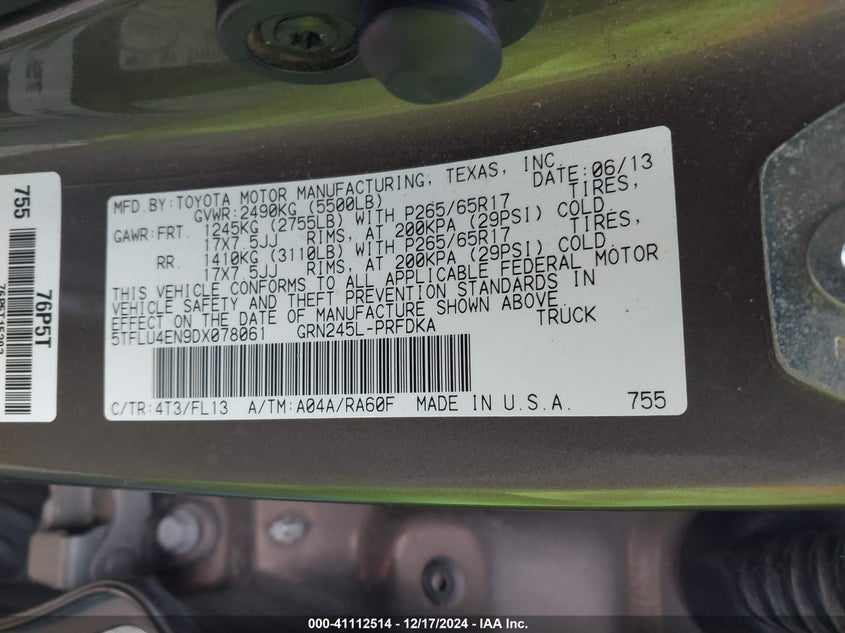 MFD.BY:TOYOTA MOTOR MANUFACTURING, TEXAS, INC.
GVWR:2490KG (5500LB) DATE:06/13
GAWR:FRT. 1245KG (2755LB) WITH P265/65R17 TIRES,
17X7.5JJ RIMS, AT 200KPA (29PSI) COLD.
RR. 1410KG (3110LB) WITH P265/65R17 TIRES,
17X7.5JJ RIMS, AT 200KPA (29PSI) COLD.
THIS VEHICLE CONFORMS TO ALL APPLICABLE FEDERAL MOTOR
VEHICLE SAFETY AND THEFT PREVENTION STANDARDS IN
EFFECT ON THE DATE OF MANUFACTURE SHOWN ABOVE.
5TFLU4EN9DX078061 GRN245L-PRFDKA TRUCK
C/TR:4T3/FL13 A/TM:A04A/RA60F MADE IN U.S.A. 755
755
76P5T
000-41112514 - 12/17/2024 - IAA Inc.